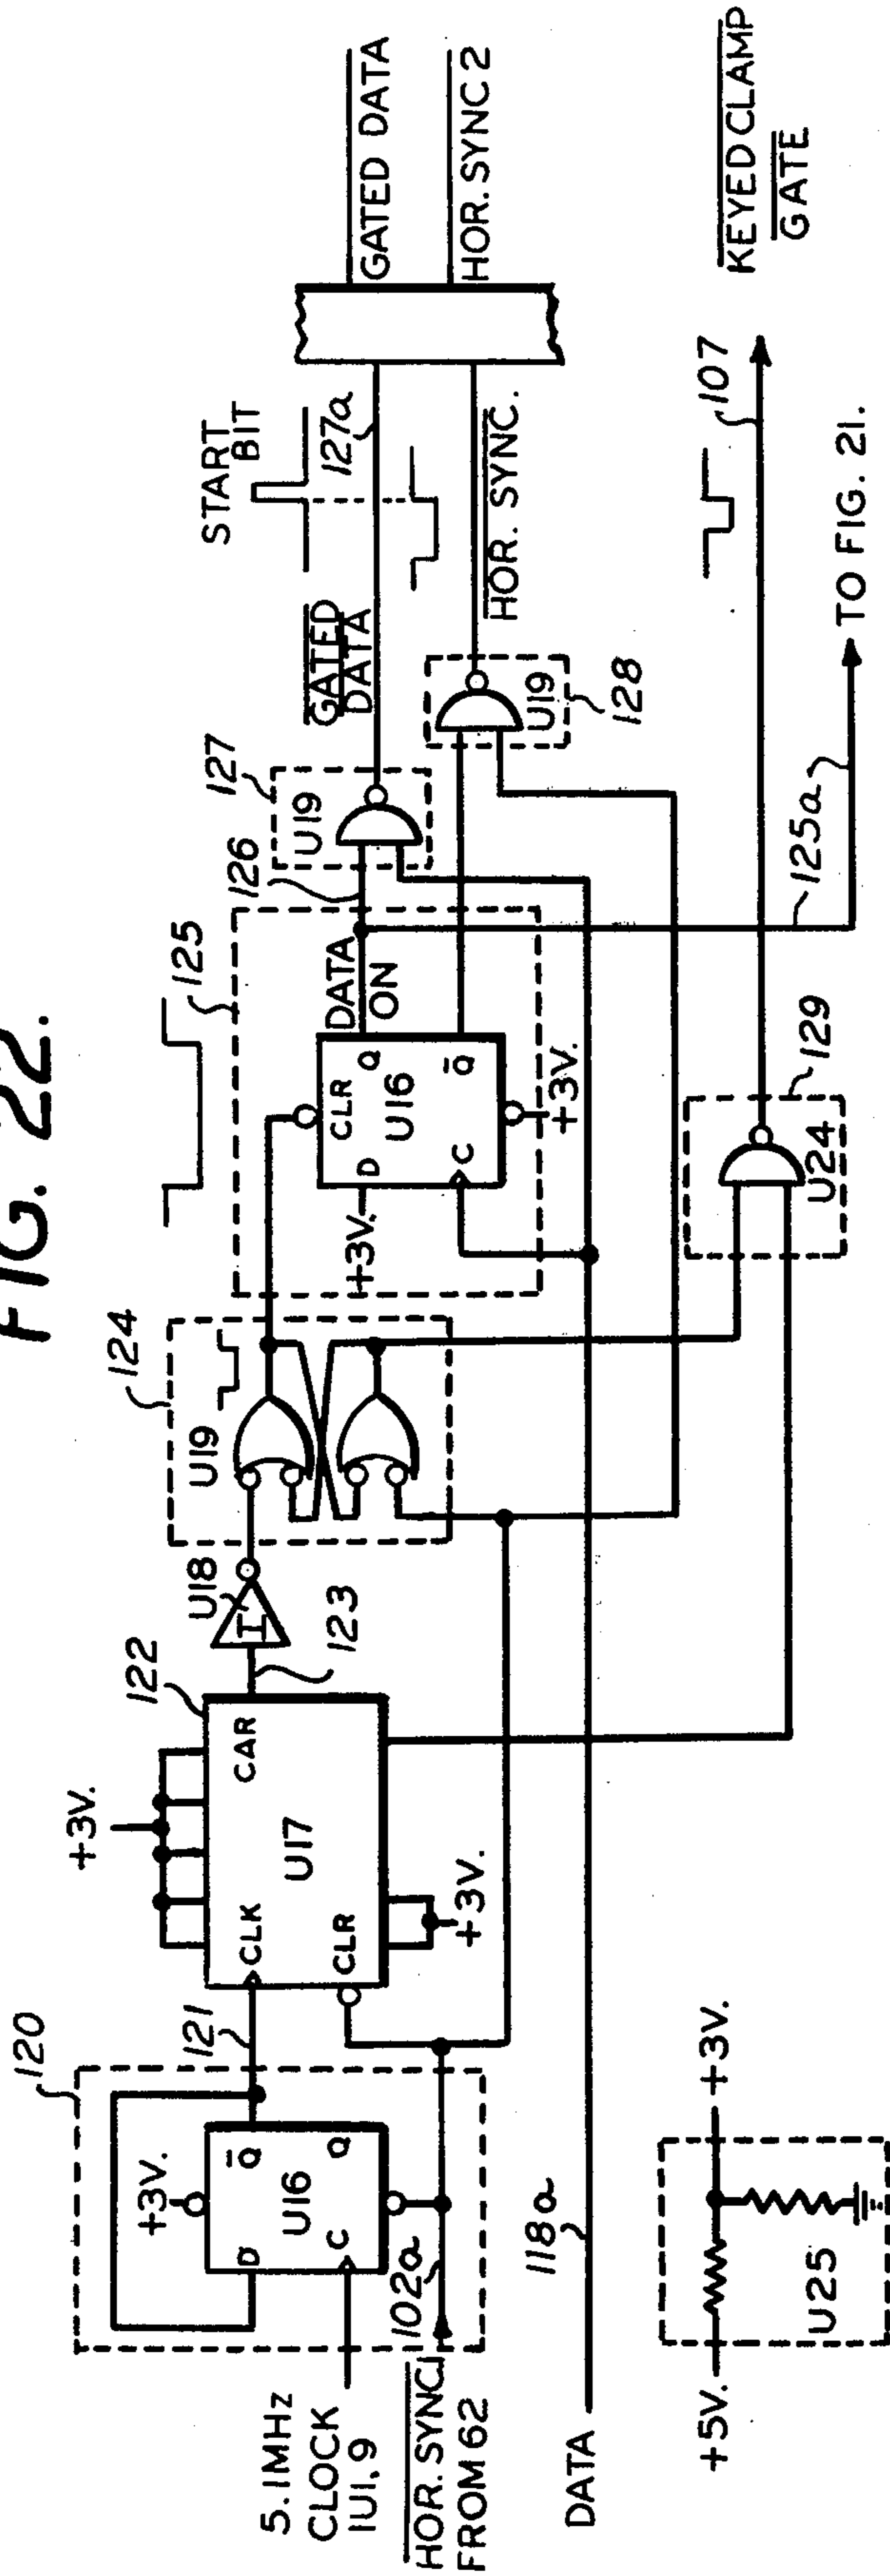 FIG. 22.
120
+3V.
D
Q̅
U16
C
Q
121
5.1MHz
CLOCK
1U1,9
102a
HOR. SYNC1
FROM 62
+3V.
122
CLK
CAR
U17
CLR
+3V.
123
U18
I
124
U19
125
+3V.
D
CLR
Q
U16
C
Q̅
+3V.
DATA
ON
126
127
U19
GATED
DATA
START
BIT
127a
GATED DATA
HOR. SYNC 2
HOR. SYNC.
U19
128
DATA
118a
129
U24
107
KEYED CLAMP
GATE
125a
TO FIG. 21.
+5V.
+3V.
U25